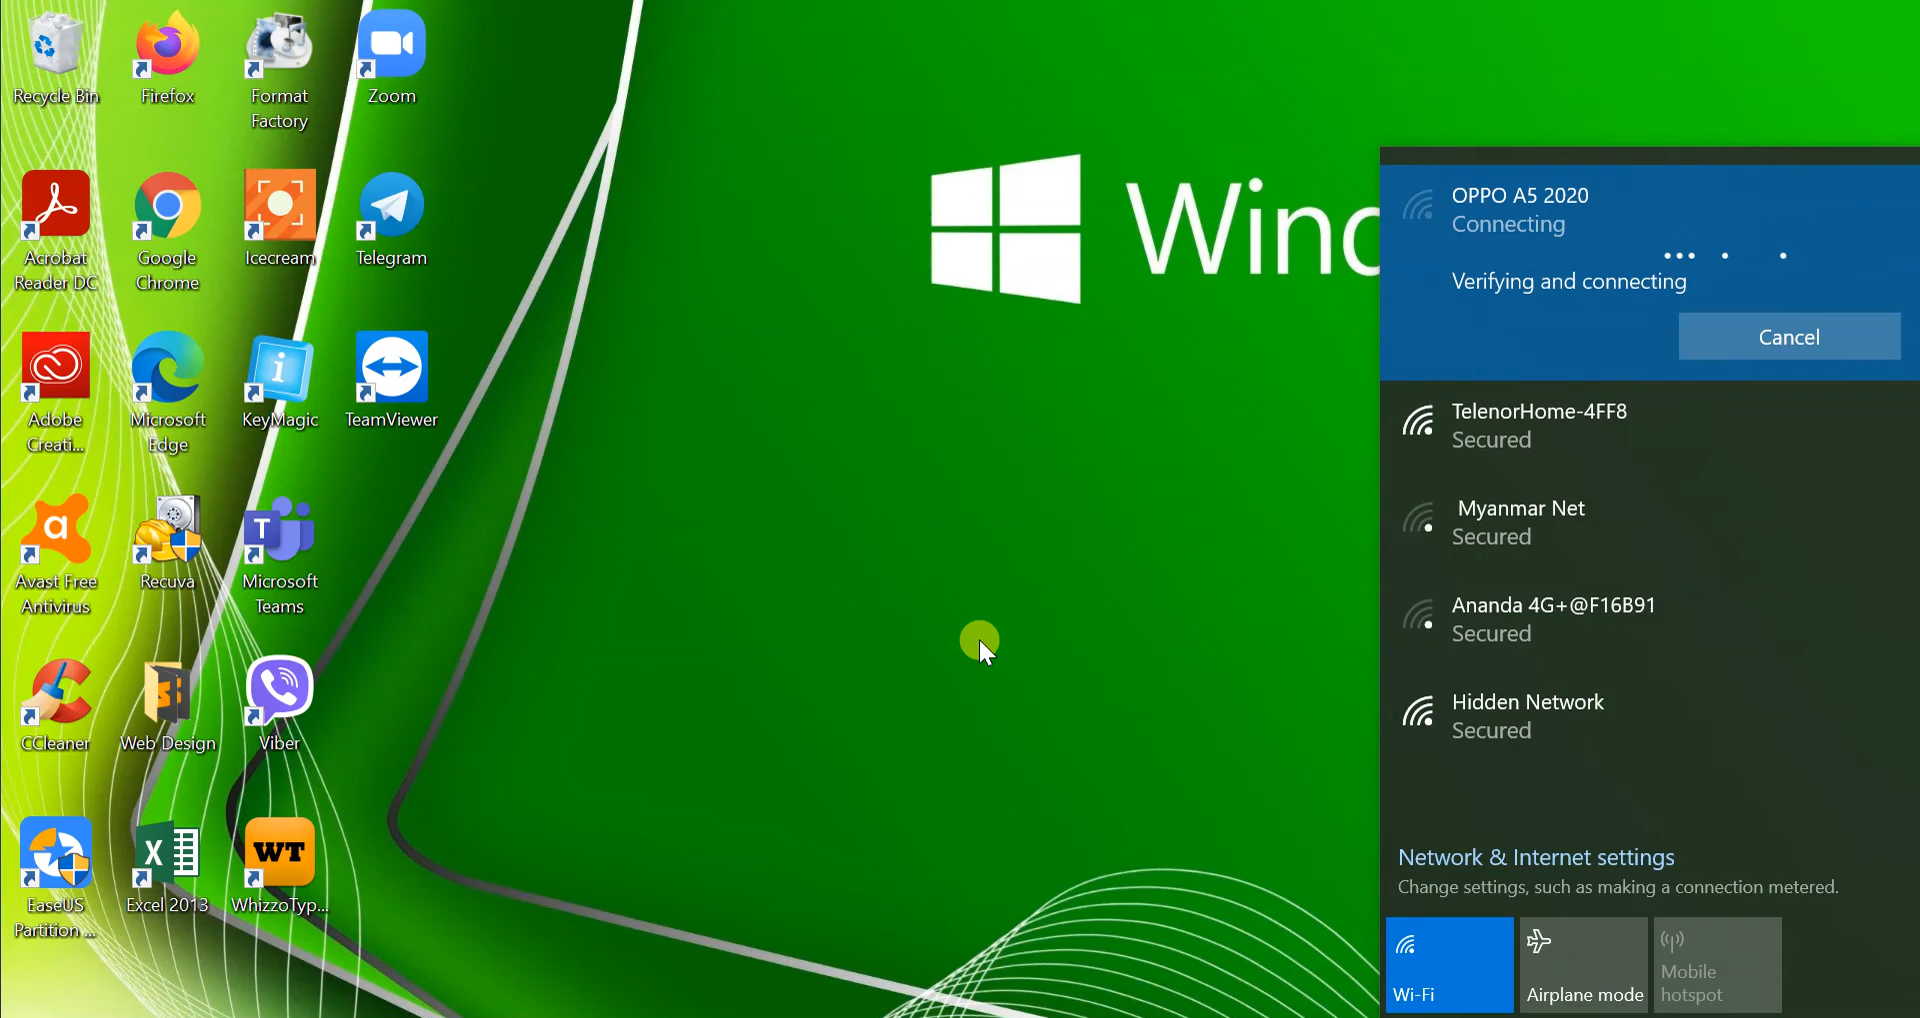 Recycle Bin
Firefox
Format
Factory
Zoom
Acrobat
Reader DC
Google
Chrome
Icecream
Telegram
Adobe
Creati...
Microsoft
Edge
KeyMagic
TeamViewer
Avast Free
Antivirus
Recuva
T
Microsoft
Teams
CCleaner
Web Design
Viber
EaseUS
Partition ...
X
Excel 2013
WT
WhizzoTyp...
Wind
OPPO A5 2020
Connecting
Verifying and connecting
Cancel
TelenorHome-4FF8
Secured
Myanmar Net
Secured
Ananda 4G+@F16B91
Secured
Hidden Network
Secured
Network & Internet settings
Change settings, such as making a connection metered.
Wi-Fi
Airplane mode
Mobile
hotspot